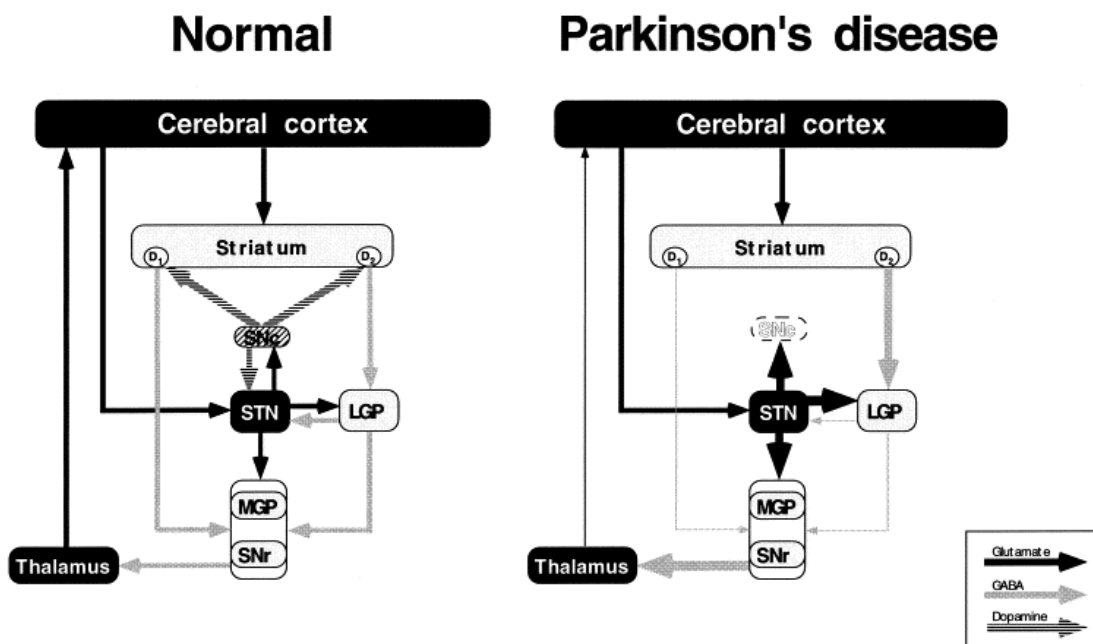 Normal
Parkinson's disease
Cerebral cortex
Striatum
D1
D2
SNc
STN
LGP
MGP
SNr
Thalamus
Cerebral cortex
Striatum
D1
D2
SNc
STN
LGP
MGP
SNr
Thalamus
Glutamate
GABA
Dopamine